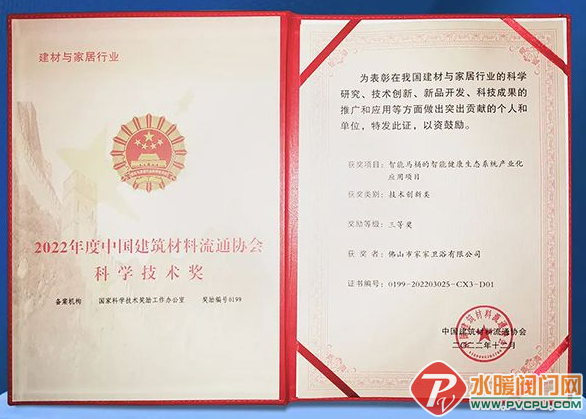 建材与家居行业
2022年度中国建筑材料流通协会
科学技术奖
备案机构 国家科学技术奖励工作办公室 奖励编号0199
为表彰在我国建材与家居行业的科学
研究、技术创新、新品开发、科技成果的
推广和应用等方面做出突出贡献的个人和
单位，特发此证，以资鼓励。
获奖项目：智能马桶的智能健康生态系统产业化
应用项目
获奖类别：技术创新类
奖励等级：三等奖
获奖者：佛山市家家卫浴有限公司
证书编号：0199-202203025-CX3-D01
中国建筑材料流通协会
二〇二二年十二月
水暖阀门网
WWW.PVCPU.COM